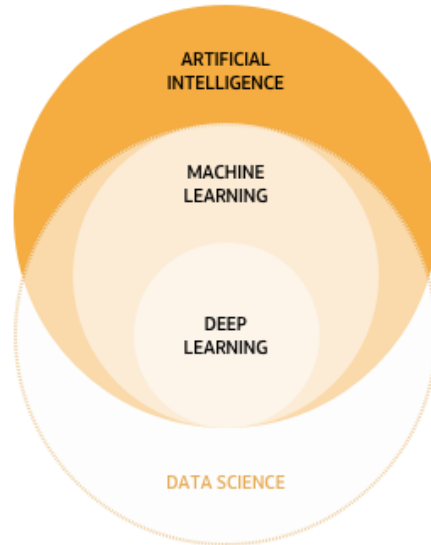 ARTIFICIAL
INTELLIGENCE
MACHINE
LEARNING
DEEP
LEARNING
DATA SCIENCE